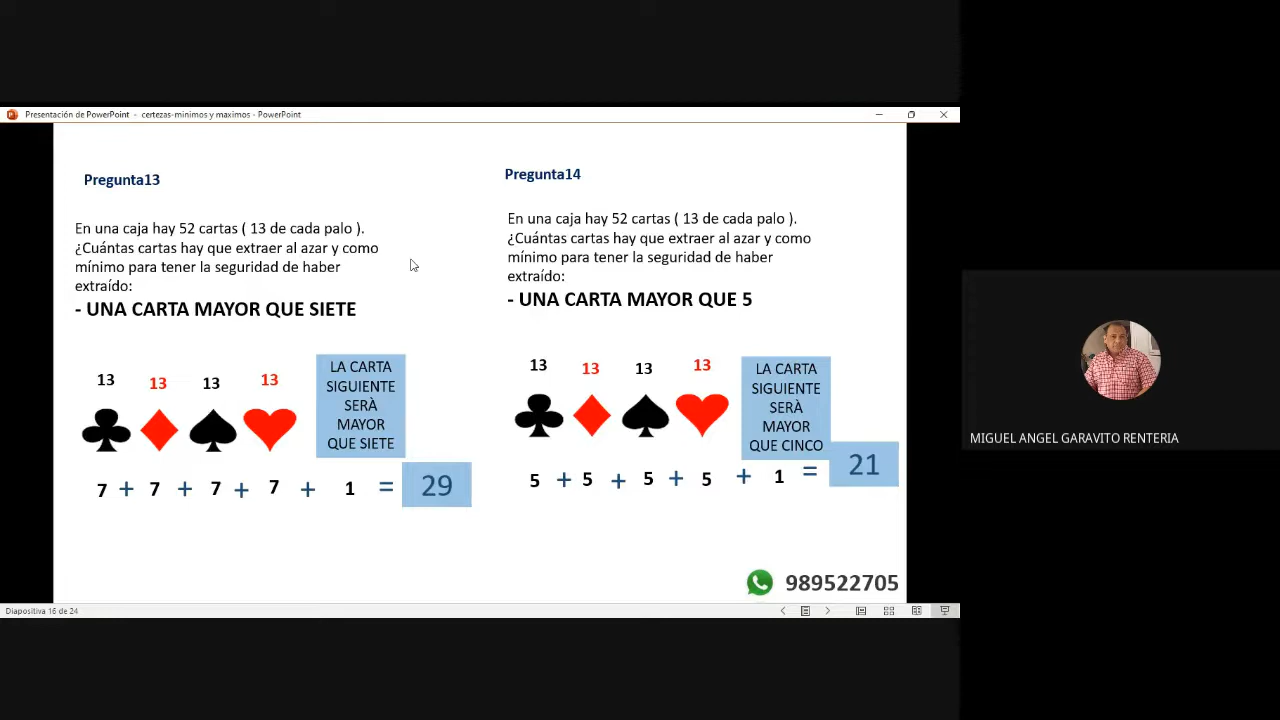 Presentación de PowerPoint - certezas-minimos y maximos - PowerPoint
Pregunta13
En una caja hay 52 cartas ( 13 de cada palo ).
¿Cuántas cartas hay que extraer al azar y como
mínimo para tener la seguridad de haber
extraído:
- UNA CARTA MAYOR QUE SIETE
13 13 13 13
LA CARTA
SIGUIENTE
SERÀ
MAYOR
QUE SIETE
7 + 7 + 7 + 7 + 1 = 29
Pregunta14
En una caja hay 52 cartas ( 13 de cada palo ).
¿Cuántas cartas hay que extraer al azar y como
mínimo para tener la seguridad de haber
extraído:
- UNA CARTA MAYOR QUE 5
13 13 13 13
LA CARTA
SIGUIENTE
SERÀ
MAYOR
QUE CINCO
5 + 5 + 5 + 5 + 1 = 21
989522705
Diapositiva 16 de 24
MIGUEL ANGEL GARAVITO RENTERIA